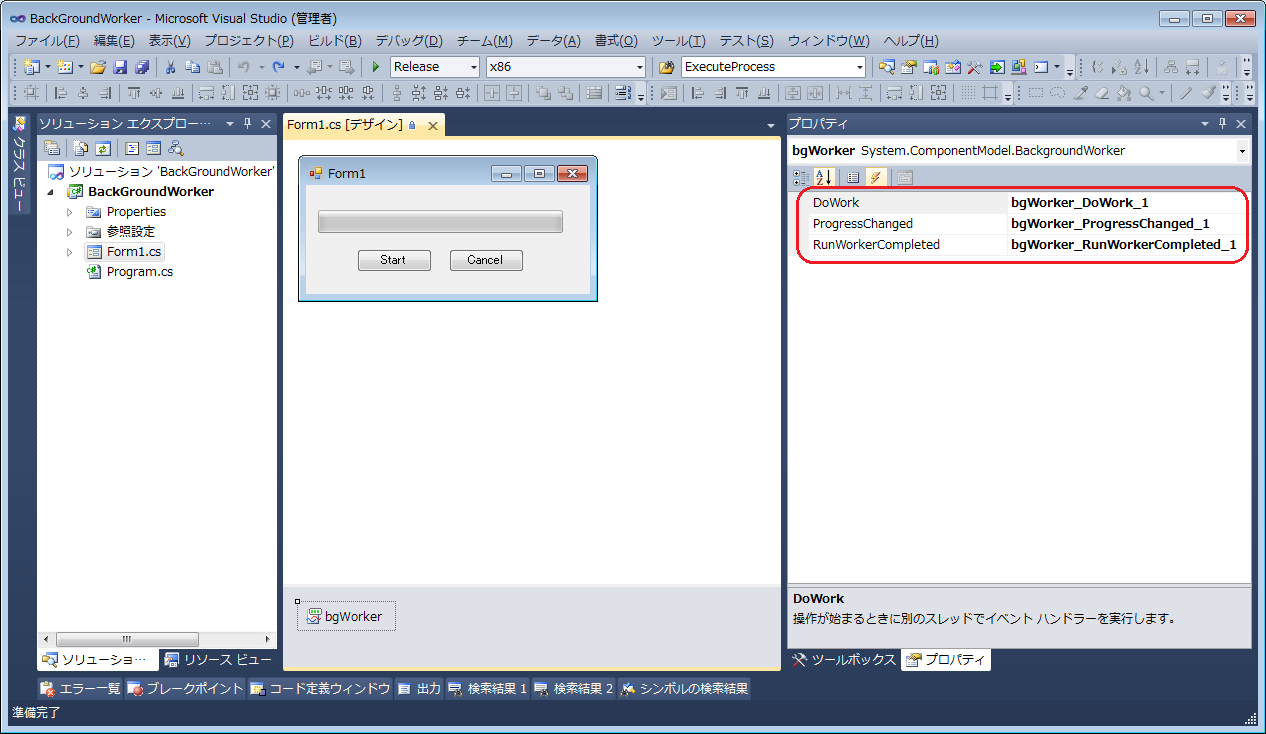 BackGroundWorker - Microsoft Visual Studio (管理者)
ファイル(F) 編集(E) 表示(V) プロジェクト(P) ビルド(B) デバッグ(D) チーム(M) データ(A) 書式(O) ツール(T) テスト(S) ウィンドウ(W) ヘルプ(H)
Release x86 ExecuteProcess
クラス ビュー
ソリューション エクスプロー…
ソリューション 'BackGroundWorker'
BackGroundWorker
Properties
参照設定
Form1.cs
Program.cs
ソリューショ… リソース ビュー
Form1.cs [デザイン]
Form1
Start Cancel
bgWorker
プロパティ
bgWorker System.ComponentModel.BackgroundWorker
DoWork bgWorker_DoWork_1
ProgressChanged bgWorker_ProgressChanged_1
RunWorkerCompleted bgWorker_RunWorkerCompleted_1
DoWork
操作が始まるときに別のスレッドでイベント ハンドラーを実行します。
ツールボックス プロパティ
エラー一覧 ブレークポイント コード定義ウィンドウ 出力 検索結果 1 検索結果 2 シンボルの検索結果
準備完了